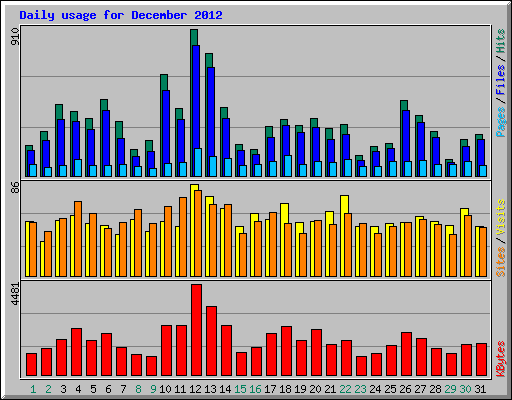 Daily usage for December 2012
910
Pages / Files / Hits
86
Sites / Visits
4481
KBytes
1 2 3 4 5 6 7 8 9 10 11 12 13 14 15 16 17 18 19 20 21 22 23 24 25 26 27 28 29 30 31